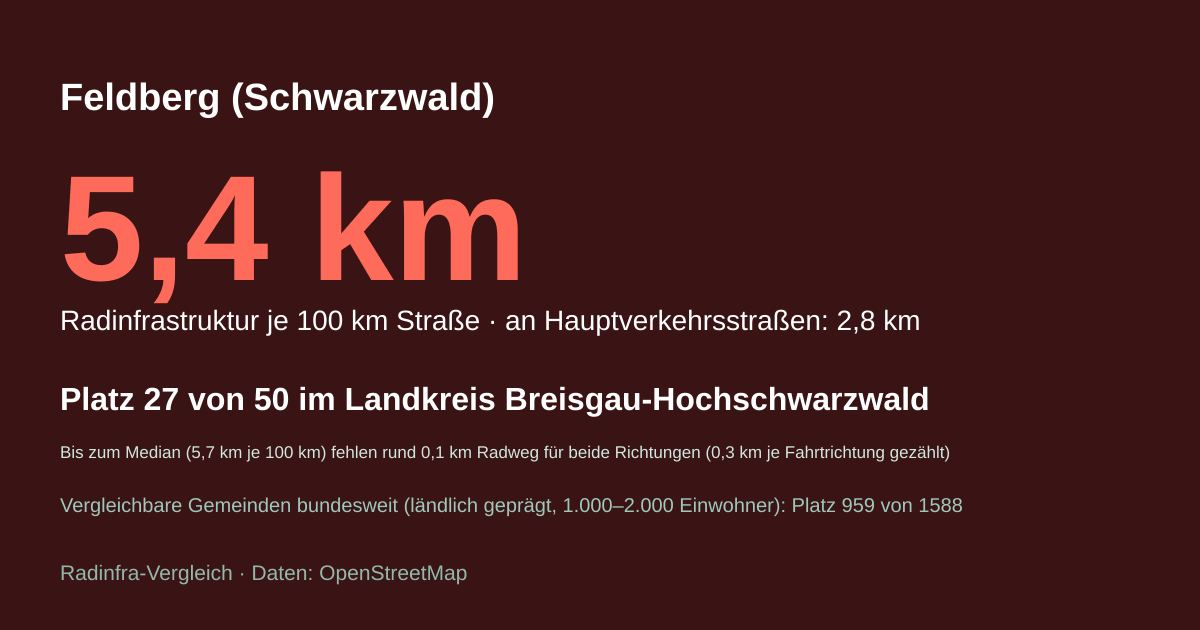 Feldberg (Schwarzwald)
5,4 km
Radinfrastruktur je 100 km Straße · an Hauptverkehrsstraßen: 2,8 km
Platz 27 von 50 im Landkreis Breisgau-Hochschwarzwald
Bis zum Median (5,7 km je 100 km) fehlen rund 0,1 km Radweg für beide Richtungen (0,3 km je Fahrtrichtung gezählt)
Vergleichbare Gemeinden bundesweit (ländlich geprägt, 1.000–2.000 Einwohner): Platz 959 von 1588
Radinfra-Vergleich · Daten: OpenStreetMap